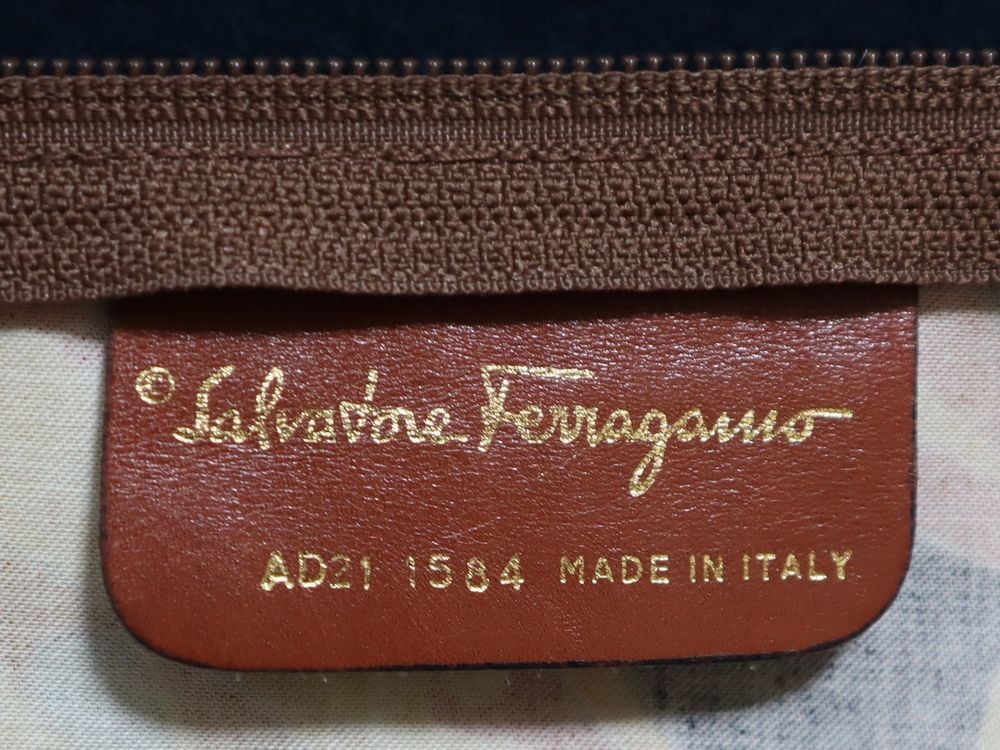 © Salvatore Ferragamo
AD21 1584 MADE IN ITALY